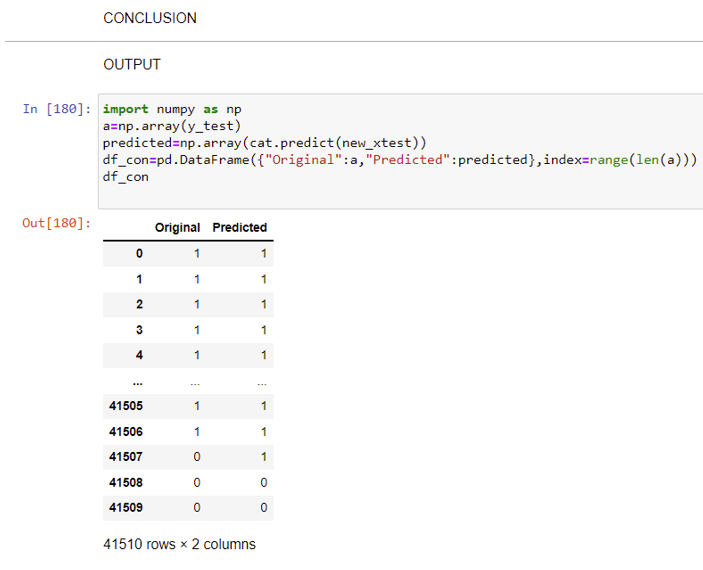 CONCLUSION
OUTPUT
In [180]: import numpy as np
a=np.array(y_test)
predicted=np.array(cat.predict(new_xtest))
df_con=pd.DataFrame({"Original":a,"Predicted":predicted},index=range(len(a)))
df_con
Out[180]:
Original Predicted
0 1 1
1 1 1
2 1 1
3 1 1
4 1 1
... ... ...
41505 1 1
41506 1 1
41507 0 1
41508 0 0
41509 0 0
41510 rows × 2 columns